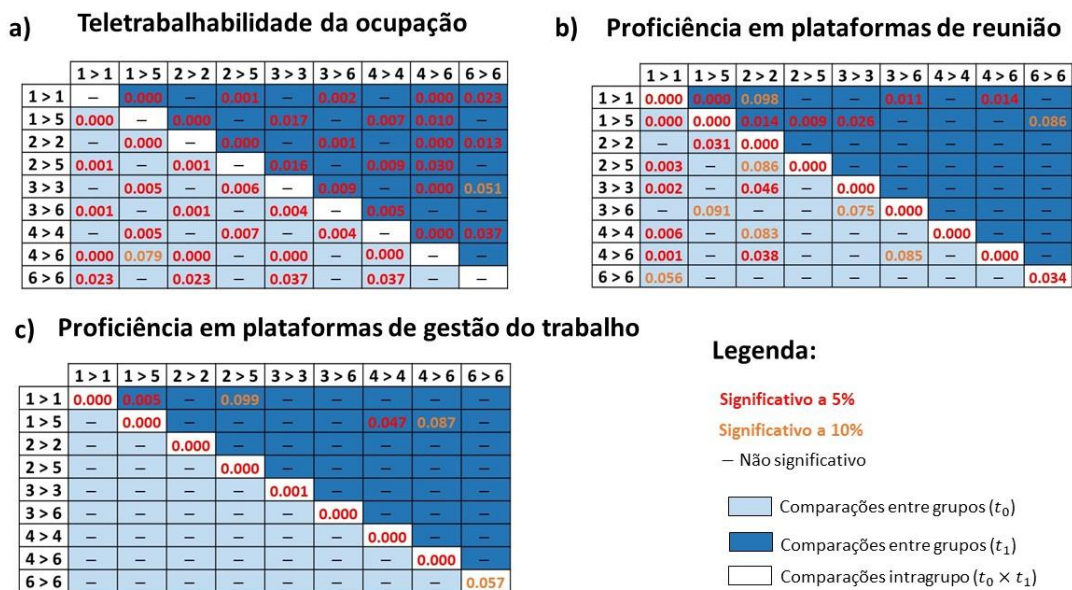 a) Teletrabalhabilidade da ocupação
1 > 1 1 > 5 2 > 2 2 > 5 3 > 3 3 > 6 4 > 4 4 > 6 6 > 6
1 > 1 – 0.000 – 0.001 – 0.002 – 0.000 0.023
1 > 5 0.000 – 0.000 – 0.017 – 0.007 0.010 –
2 > 2 – 0.000 – 0.000 – 0.001 – 0.000 0.013
2 > 5 0.001 – 0.001 – 0.016 – 0.009 0.030 –
3 > 3 – 0.005 – 0.006 – 0.009 – 0.000 0.051
3 > 6 0.001 – 0.001 – 0.004 – 0.005 – –
4 > 4 – 0.005 – 0.007 – 0.004 – 0.000 0.037
4 > 6 0.000 0.079 0.000 – 0.000 – 0.000 – –
6 > 6 0.023 – 0.023 – 0.037 – 0.037 – –
b) Proficiência em plataformas de reunião
1 > 1 1 > 5 2 > 2 2 > 5 3 > 3 3 > 6 4 > 4 4 > 6 6 > 6
1 > 1 0.000 0.000 0.098 – – 0.011 – 0.014 –
1 > 5 0.000 0.000 0.014 0.009 0.026 – – – 0.086
2 > 2 – 0.031 0.000 – – – – – –
2 > 5 0.003 – 0.086 0.000 – – – – –
3 > 3 0.002 – 0.046 – 0.000 – – – –
3 > 6 – 0.091 – – 0.075 0.000 – – –
4 > 4 0.006 – 0.083 – – – 0.000 – –
4 > 6 0.001 – 0.038 – – 0.085 – 0.000 –
6 > 6 0.056 – – – – – – – 0.034
c) Proficiência em plataformas de gestão do trabalho
1 > 1 1 > 5 2 > 2 2 > 5 3 > 3 3 > 6 4 > 4 4 > 6 6 > 6
1 > 1 0.000 0.005 – 0.099 – – – – –
1 > 5 – 0.000 – – – – 0.047 0.087 –
2 > 2 – – 0.000 – – – – – –
2 > 5 – – – 0.000 – – – – –
3 > 3 – – – – 0.001 – – – –
3 > 6 – – – – – 0.000 – – –
4 > 4 – – – – – – 0.000 – –
4 > 6 – – – – – – – 0.000 –
6 > 6 – – – – – – – – 0.057
Legenda:
Significativo a 5%
Significativo a 10%
– Não significativo
Comparações entre grupos (t₀)
Comparações entre grupos (t₁)
Comparações intragrupo (t₀ × t₁)